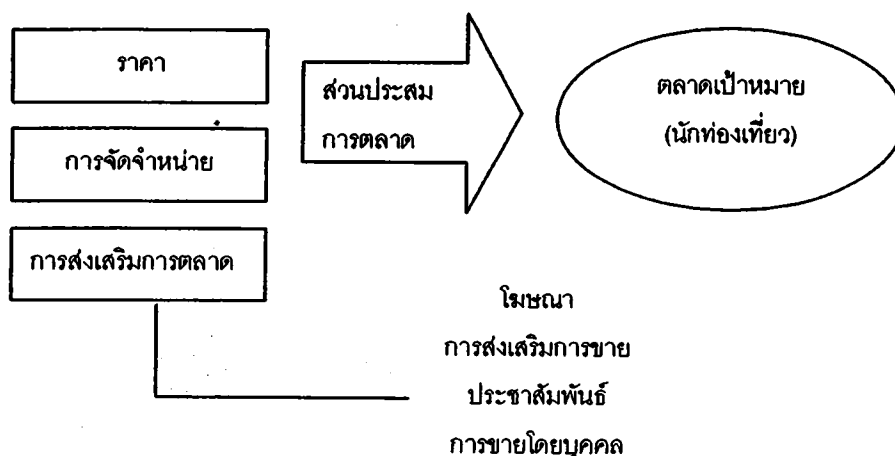 ราคา
การจัดจำหน่าย
การส่งเสริมการตลาด
ส่วนประสม
การตลาด
ตลาดเป้าหมาย
(นักท่องเที่ยว)
โฆษณา
การส่งเสริมการขาย
ประชาสัมพันธ์
การขายโดยบุคคล